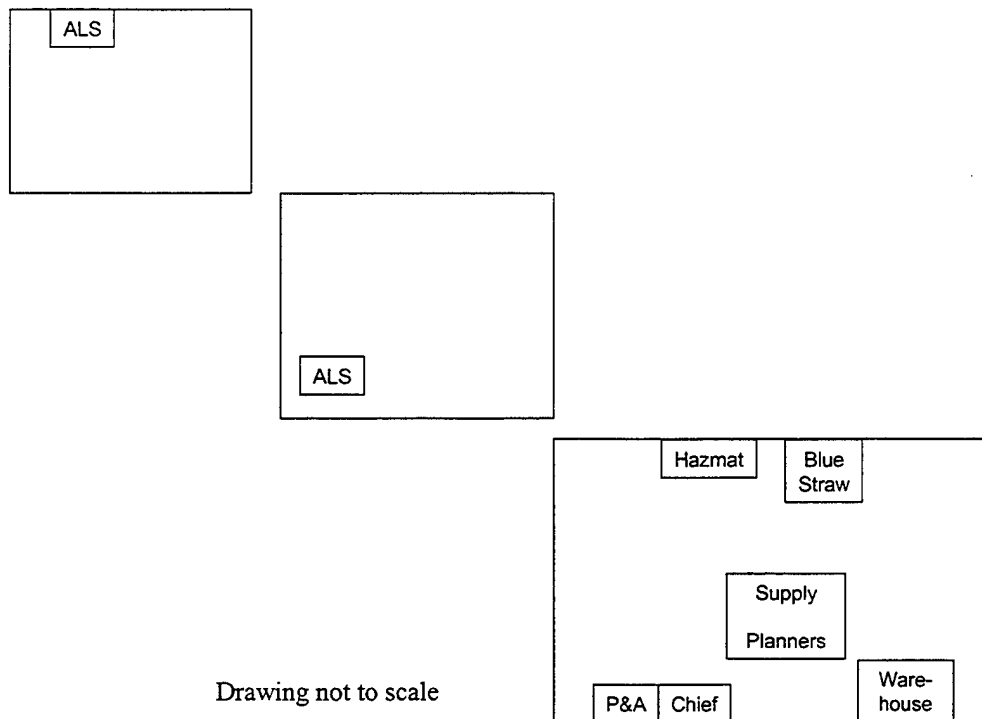 ALS
ALS
Hazmat
Blue
Straw
Supply
Planners
Ware-
house
P&A
Chief
Drawing not to scale